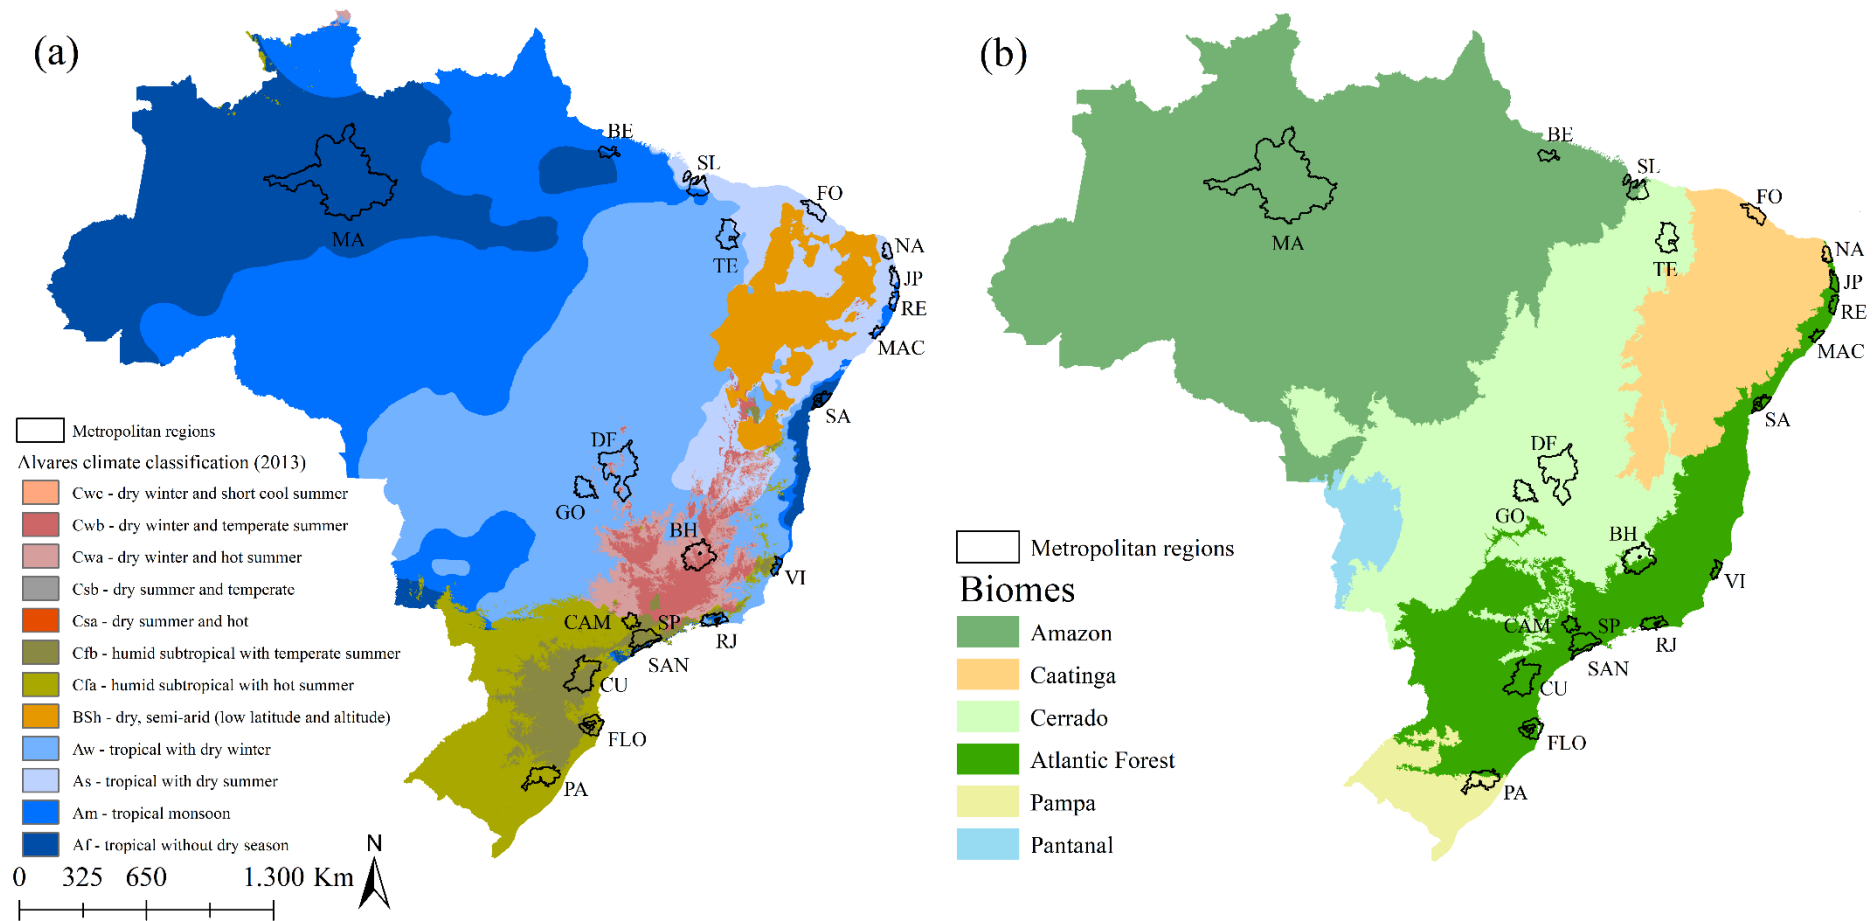 (a)
BE
SL
FO
MA
TE
NA
JP
RE
MAC
SA
DF
GO
BH
VI
CAM
SP
RJ
SAN
CU
FLO
PA
Metropolitan regions
Alvares climate classification (2013)
Cwc - dry winter and short cool summer
Cwb - dry winter and temperate summer
Cwa - dry winter and hot summer
Csb - dry summer and temperate
Csa - dry summer and hot
Cfb - humid subtropical with temperate summer
Cfa - humid subtropical with hot summer
BSh - dry, semi-arid (low latitude and altitude)
Aw - tropical with dry winter
As - tropical with dry summer
Am - tropical monsoon
Af - tropical without dry season
N
0 325 650 1.300 Km
(b)
BE
SL
FO
MA
TE
NA
JP
RE
MAC
SA
DF
GO
BH
VI
CAM
SP
RJ
SAN
CU
FLO
PA
Metropolitan regions
Biomes
Amazon
Caatinga
Cerrado
Atlantic Forest
Pampa
Pantanal